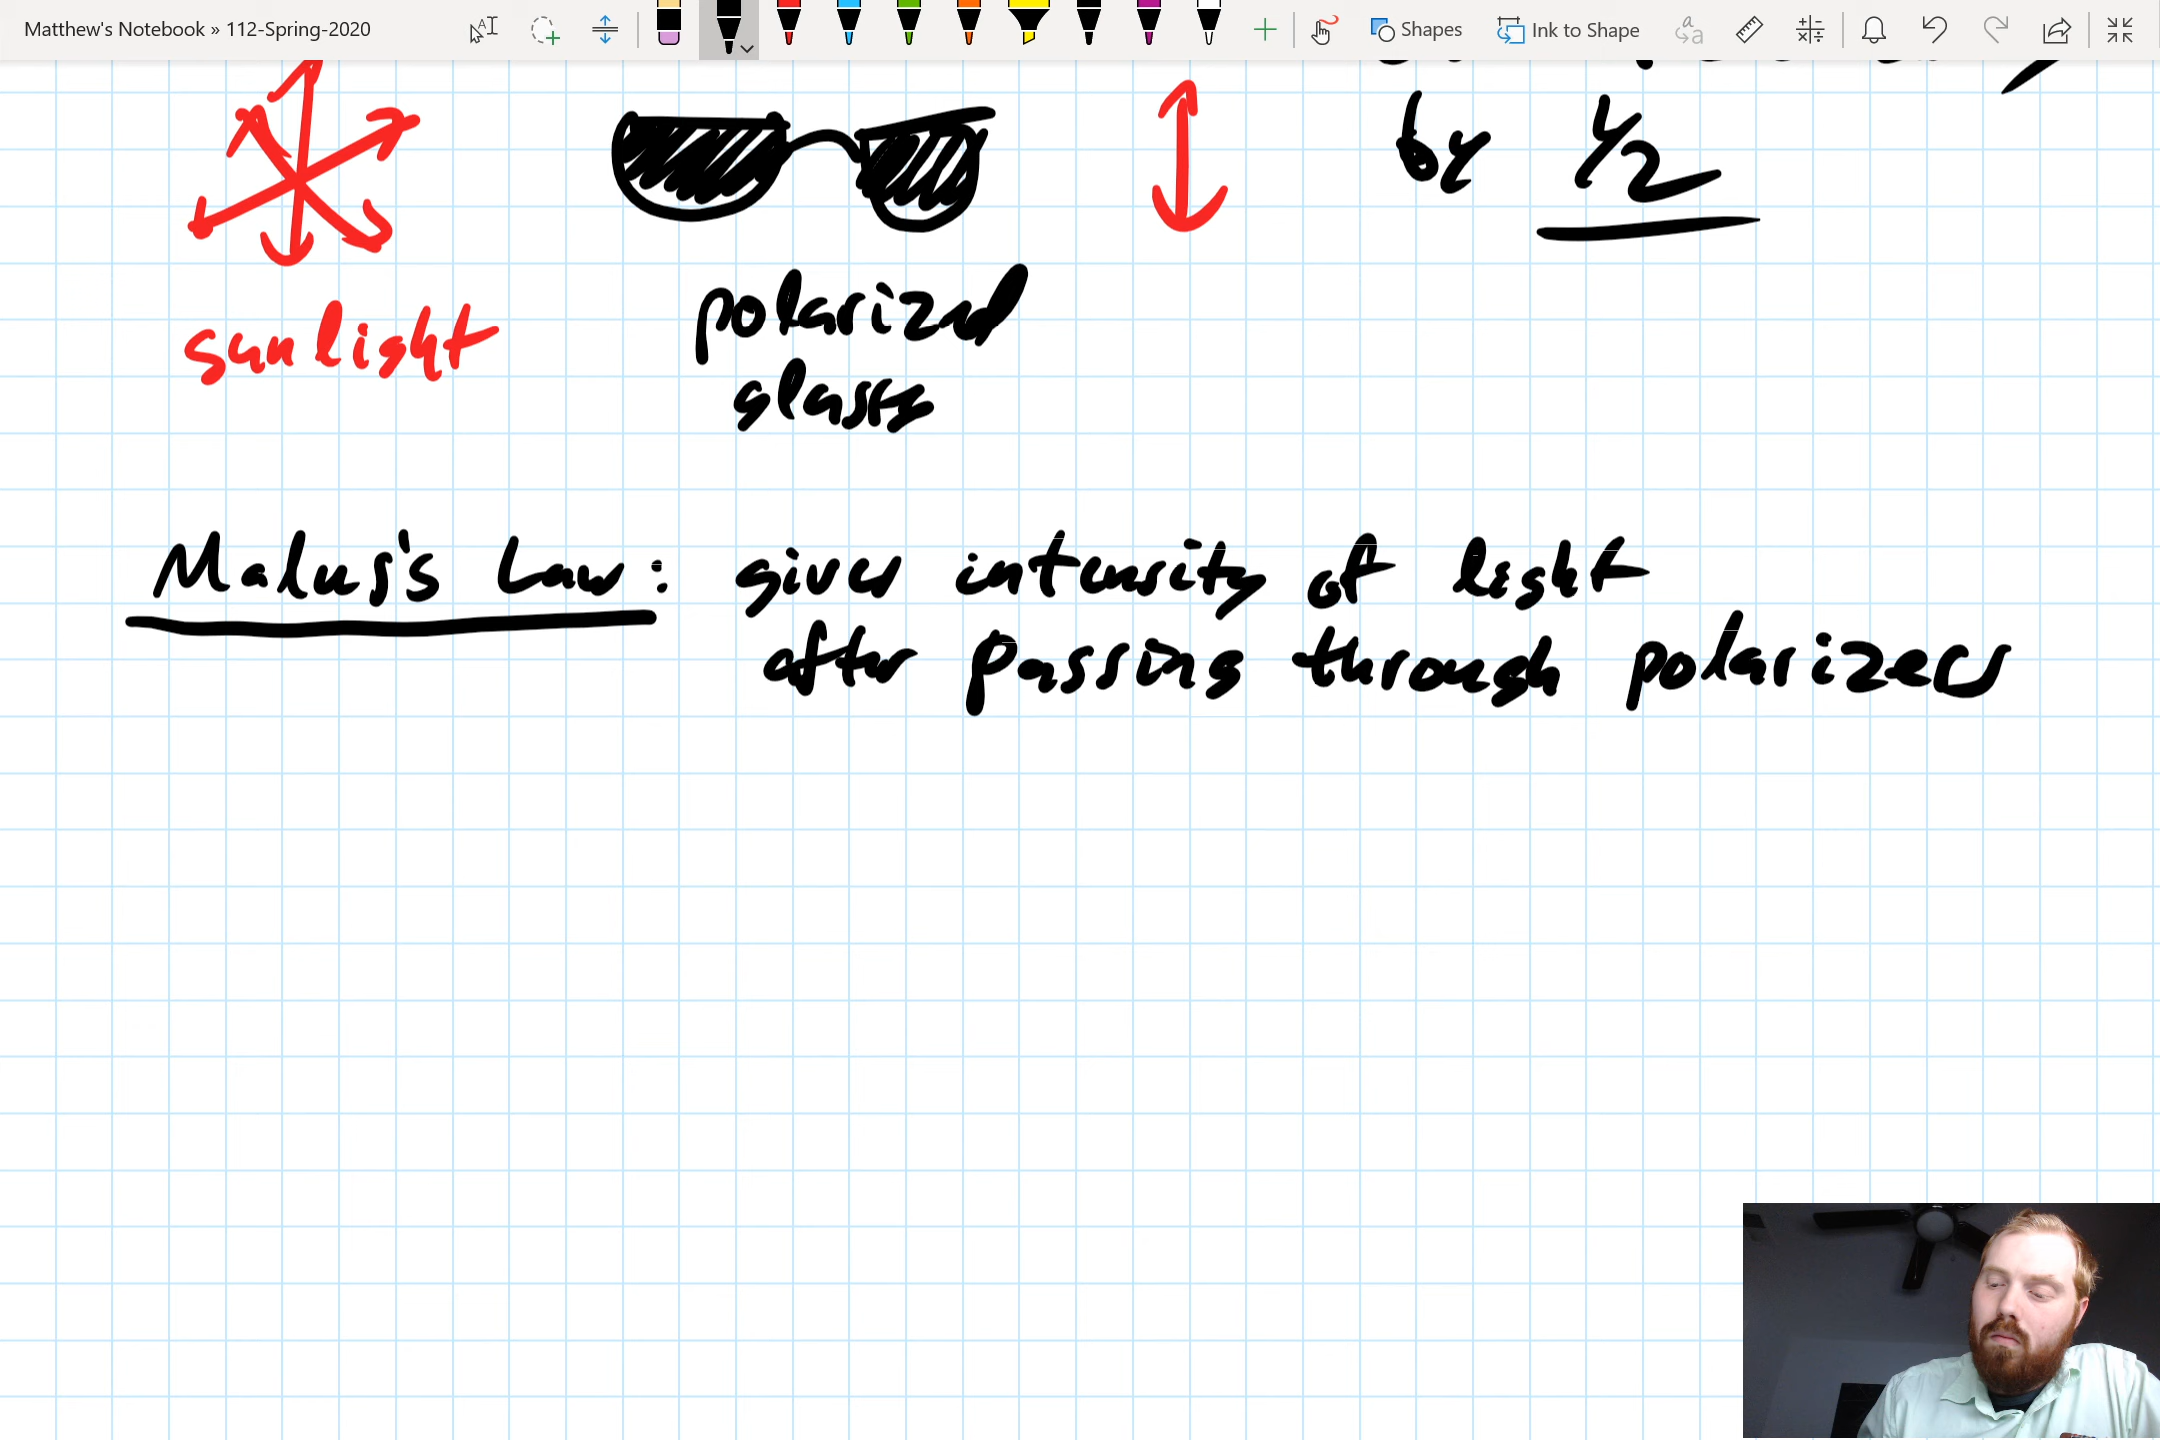 Matthew's Notebook » 112-Spring-2020
Shapes
Ink to Shape
by 1/2
sunlight
polarized
glasses
Malus's Law: gives intensity of light
after passing through polarizers